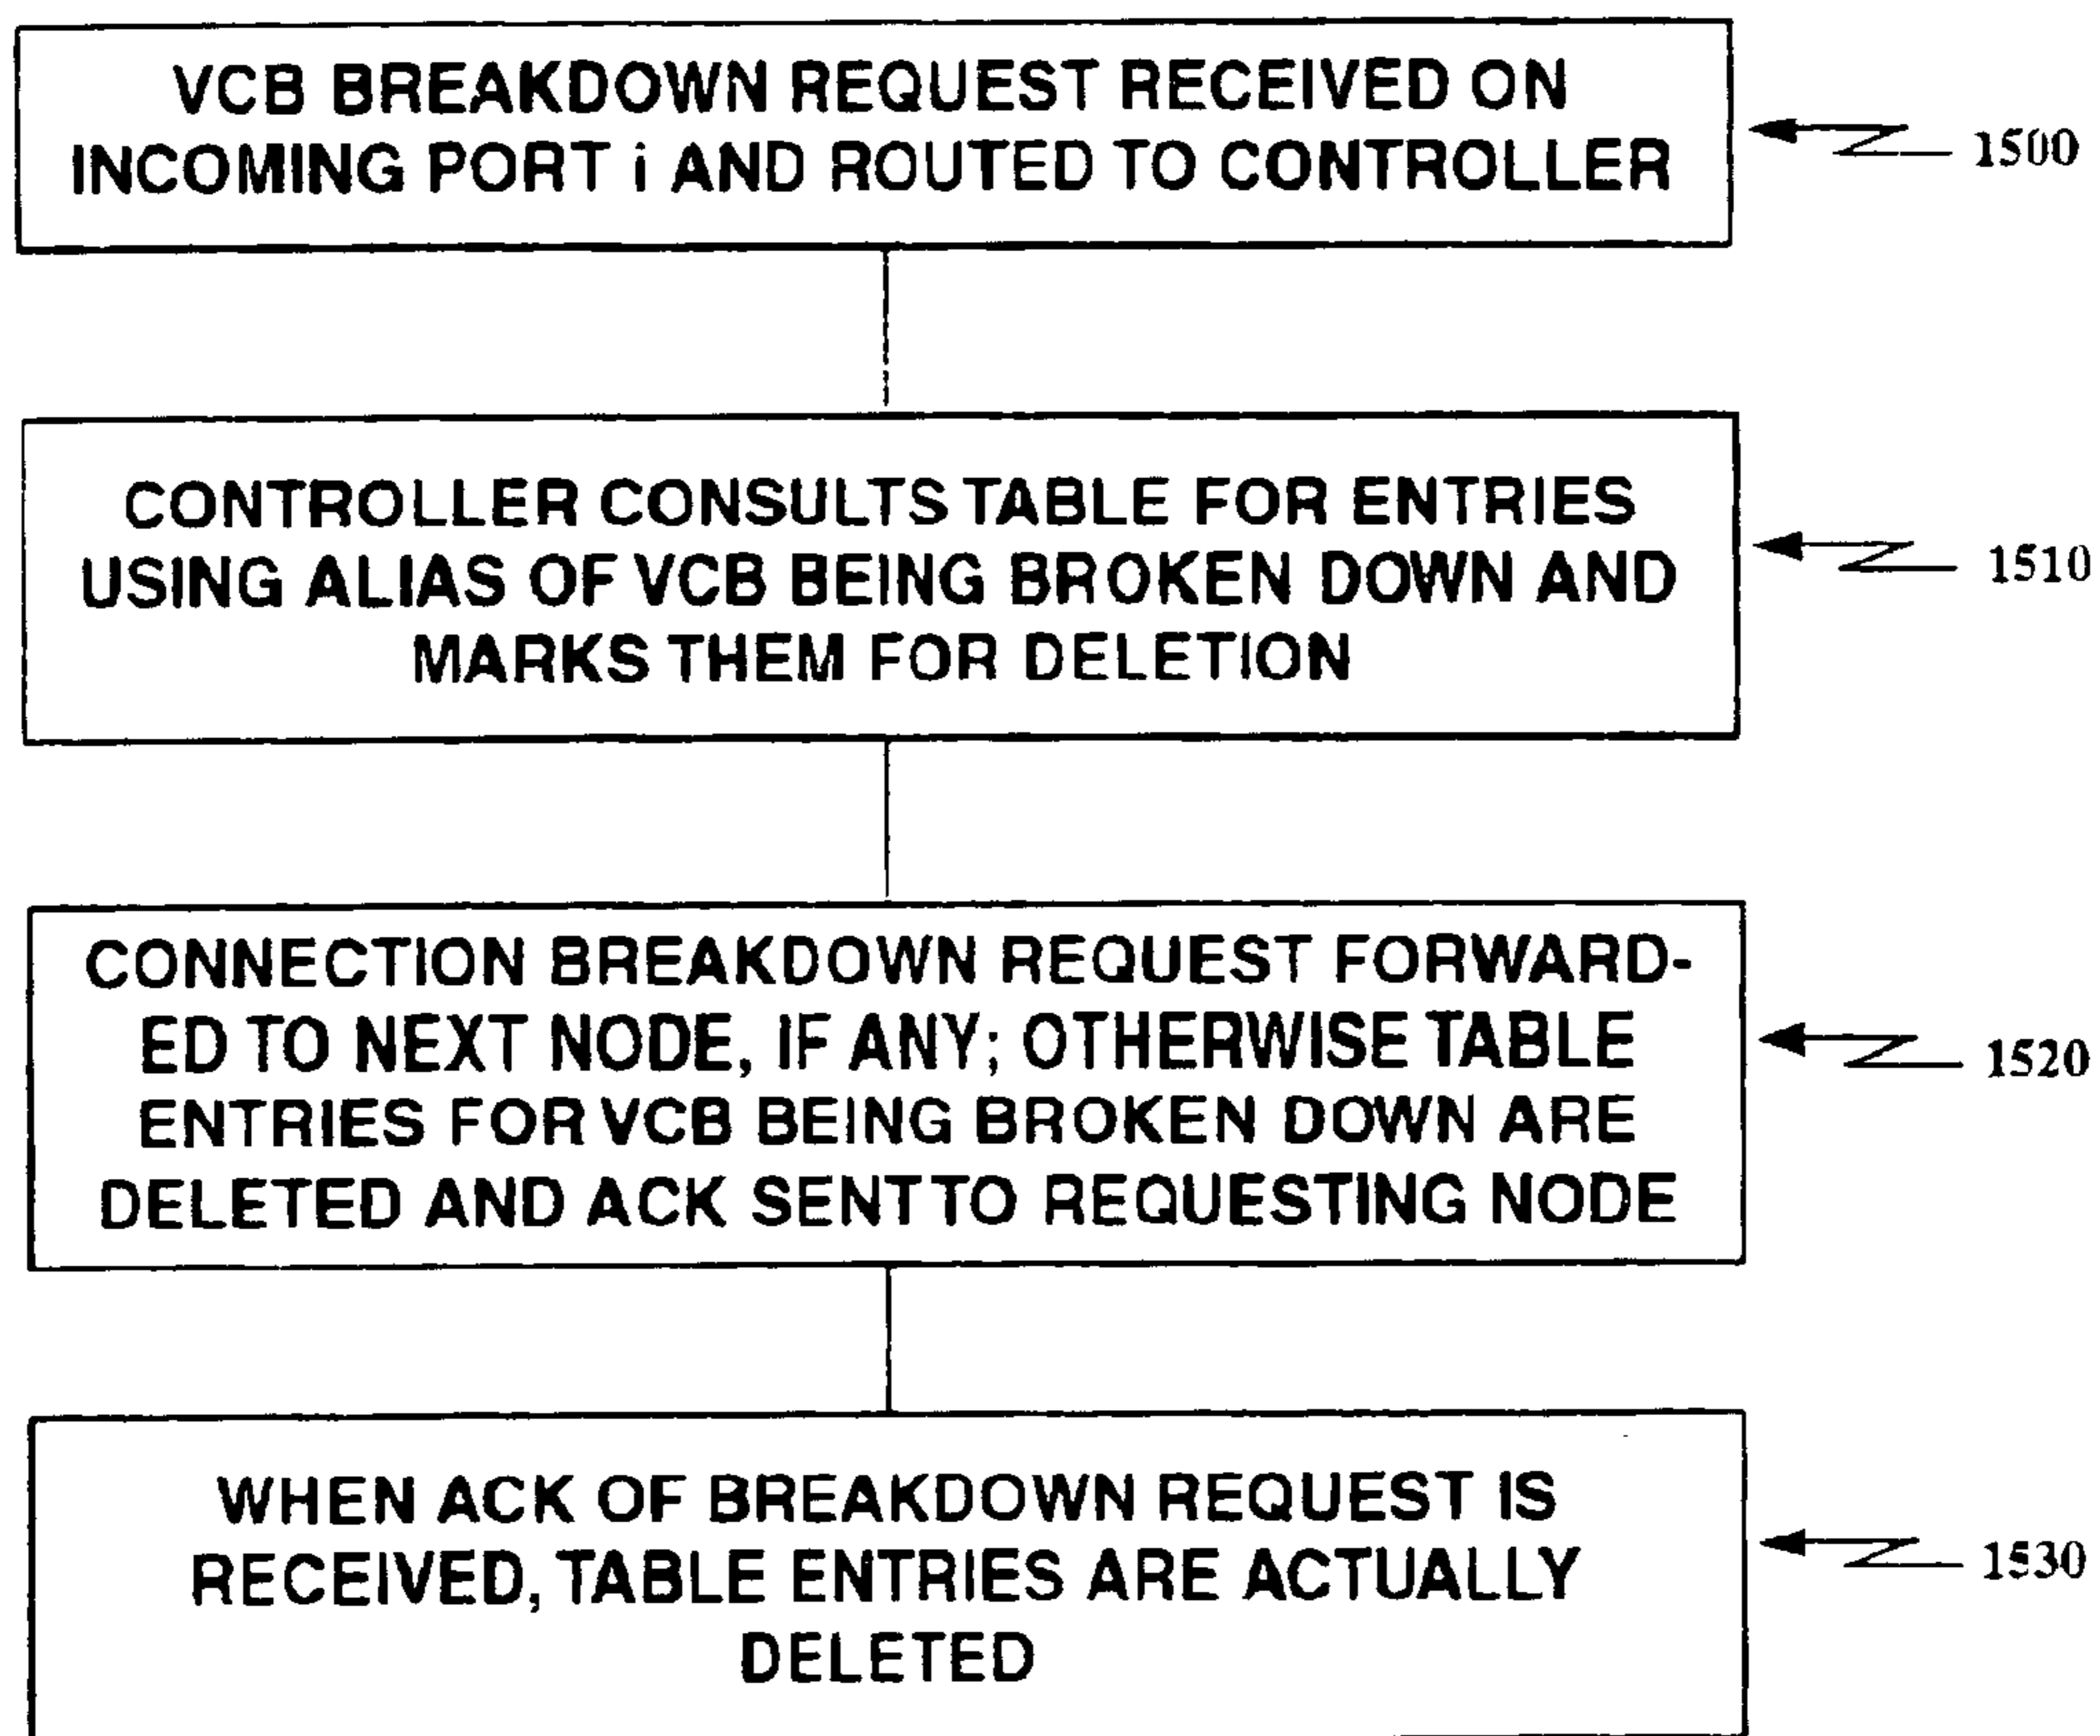 VCB BREAKDOWN REQUEST RECEIVED ON
INCOMING PORT i AND ROUTED TO CONTROLLER
1500
CONTROLLER CONSULTS TABLE FOR ENTRIES
USING ALIAS OF VCB BEING BROKEN DOWN AND
MARKS THEM FOR DELETION
1510
CONNECTION BREAKDOWN REQUEST FORWARD-
ED TO NEXT NODE, IF ANY; OTHERWISE TABLE
ENTRIES FOR VCB BEING BROKEN DOWN ARE
DELETED AND ACK SENT TO REQUESTING NODE
1520
WHEN ACK OF BREAKDOWN REQUEST IS
RECEIVED, TABLE ENTRIES ARE ACTUALLY
DELETED
1530